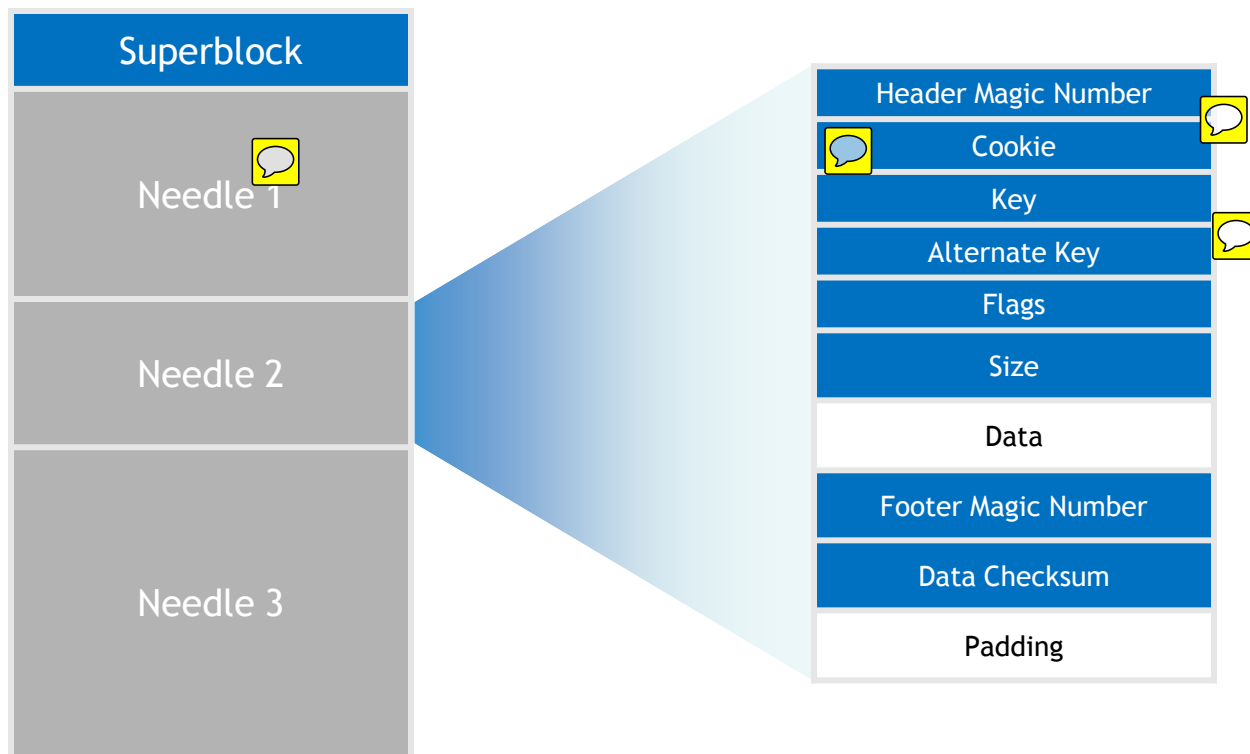 Superblock
Needle 1
Needle 2
Needle 3
Header Magic Number
Cookie
Key
Alternate Key
Flags
Size
Data
Footer Magic Number
Data Checksum
Padding